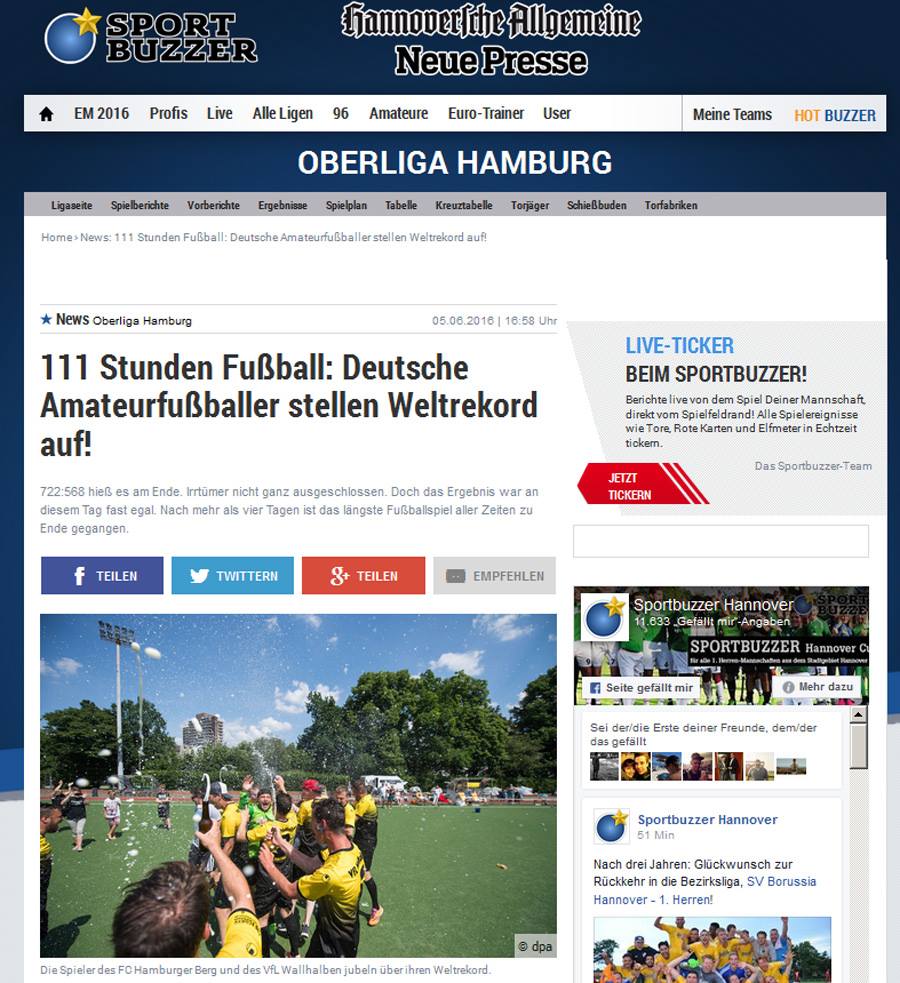 SPORT
BUZZER
Hannoversche Allgemeine
Neue Presse
EM 2016 Profis Live Alle Ligen 96 Amateure Euro-Trainer User Meine Teams HOT BUZZER
OBERLIGA HAMBURG
Ligaseite Spielberichte Vorberichte Ergebnisse Spielplan Tabelle Kreuztabelle Torjäger Schießbuden Torfabriken
Home › News: 111 Stunden Fußball: Deutsche Amateurfußballer stellen Weltrekord auf!
News Oberliga Hamburg 05.06.2016 | 16:58 Uhr
111 Stunden Fußball: Deutsche
Amateurfußballer stellen Weltrekord
auf!
722:568 hieß es am Ende. Irrtümer nicht ganz ausgeschlossen. Doch das Ergebnis war an
diesem Tag fast egal. Nach mehr als vier Tagen ist das längste Fußballspiel aller Zeiten zu
Ende gegangen.
f TEILEN TWITTERN g+ TEILEN EMPFEHLEN
© dpa
Die Spieler des FC Hamburger Berg und des VfL Wallhalben jubeln über ihren Weltrekord.
LIVE-TICKER
BEIM SPORTBUZZER!
Berichte live von dem Spiel Deiner Mannschaft,
direkt vom Spielfeldrand! Alle Spielereignisse
wie Tore, Rote Karten und Elfmeter in Echtzeit
tickern.
Das Sportbuzzer-Team
JETZT
TICKERN
Sportbuzzer Hannover
11.633 „Gefällt mir“-Angaben
SPORTBUZZER Hannover Cu
für alle 1. Herren-Mannschaften aus dem Stadtgebiet Hannover
Seite gefällt mir Mehr dazu
Sei der/die Erste deiner Freunde, dem/der
das gefällt
Sportbuzzer Hannover
51 Min
Nach drei Jahren: Glückwunsch zur
Rückkehr in die Bezirksliga, SV Borussia
Hannover - 1. Herren!